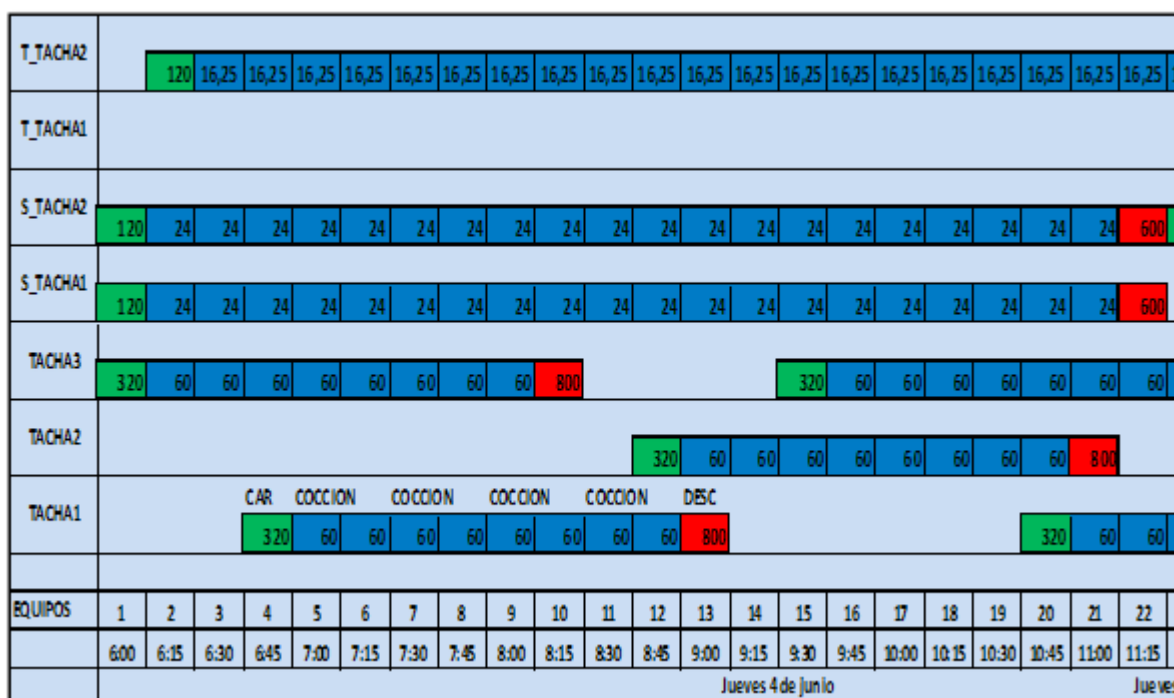 T_TACHA2
120 16,25 16,25 16,25 16,25 16,25 16,25 16,25 16,25 16,25 16,25 16,25 16,25 16,25 16,25 16,25 16,25 16,25 16,25 16,25 16,25
T_TACHA1
S_TACHA2
120 24 24 24 24 24 24 24 24 24 24 24 24 24 24 24 24 24 24 24 24 600
S_TACHA1
120 24 24 24 24 24 24 24 24 24 24 24 24 24 24 24 24 24 24 24 24 600
TACHA3
320 60 60 60 60 60 60 60 60 800 320 60 60 60 60 60 60 60
TACHA2
320 60 60 60 60 60 60 60 60 800
TACHA1
CAR COCCION COCCION COCCION COCCION DESC
320 60 60 60 60 60 60 60 60 800 320 60 60
EQUIPOS 1 2 3 4 5 6 7 8 9 10 11 12 13 14 15 16 17 18 19 20 21 22
6:00 6:15 6:30 6:45 7:00 7:15 7:30 7:45 8:00 8:15 8:30 8:45 9:00 9:15 9:30 9:45 10:00 10:15 10:30 10:45 11:00 11:15
Jueves 4 de junio Jueves